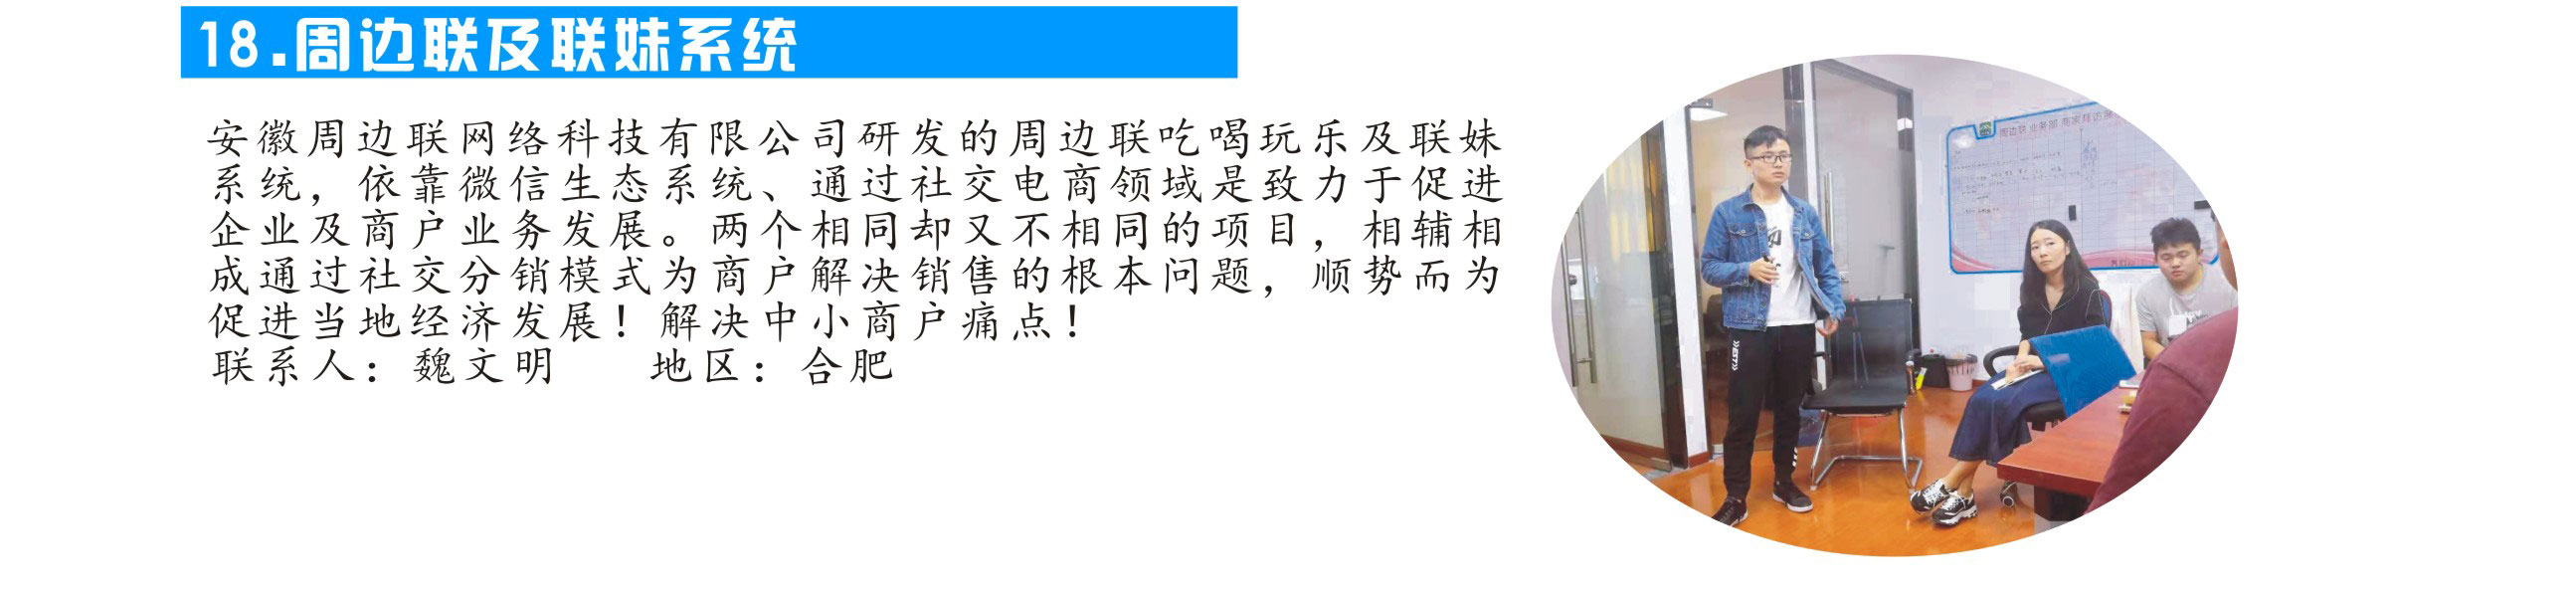 18.周边联及联妹系统
安徽周边联网络科技有限公司研发的周边联吃喝玩乐及联妹
系统，依靠微信生态系统、通过社交电商领域是致力于促进
企业及商户业务发展。两个相同却又不相同的项目，相辅相
成通过社交分销模式为商户解决销售的根本问题，顺势而为
促进当地经济发展！解决中小商户痛点！
联系人：魏文明 地区：合肥
周边联业务部